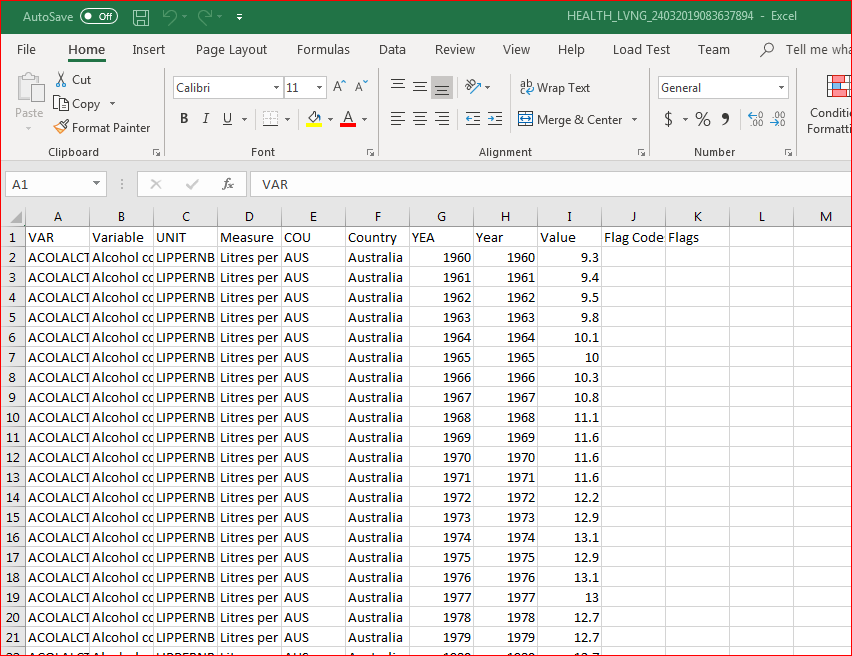 AutoSave Off HEALTH_LVNG_24032019083637894 - Excel
File Home Insert Page Layout Formulas Data Review View Help Load Test Team Tell me wha
Paste Cut Calibri 11 A A ab Wrap Text General
Copy B I U A Merge & Center $ % 9 .00 .00 Conditi
Format Painter Formatti
Clipboard Font Alignment Number
A1 fx VAR
A B C D E F G H I J K L M
1 VAR Variable UNIT Measure COU Country YEA Year Value Flag Code Flags
2 ACOLALCT Alcohol co LIPPERNB Litres per AUS Australia 1960 1960 9.3
3 ACOLALCT Alcohol co LIPPERNB Litres per AUS Australia 1961 1961 9.4
4 ACOLALCT Alcohol co LIPPERNB Litres per AUS Australia 1962 1962 9.5
5 ACOLALCT Alcohol co LIPPERNB Litres per AUS Australia 1963 1963 9.8
6 ACOLALCT Alcohol co LIPPERNB Litres per AUS Australia 1964 1964 10.1
7 ACOLALCT Alcohol co LIPPERNB Litres per AUS Australia 1965 1965 10
8 ACOLALCT Alcohol co LIPPERNB Litres per AUS Australia 1966 1966 10.3
9 ACOLALCT Alcohol co LIPPERNB Litres per AUS Australia 1967 1967 10.8
10 ACOLALCT Alcohol co LIPPERNB Litres per AUS Australia 1968 1968 11.1
11 ACOLALCT Alcohol co LIPPERNB Litres per AUS Australia 1969 1969 11.6
12 ACOLALCT Alcohol co LIPPERNB Litres per AUS Australia 1970 1970 11.6
13 ACOLALCT Alcohol co LIPPERNB Litres per AUS Australia 1971 1971 11.6
14 ACOLALCT Alcohol co LIPPERNB Litres per AUS Australia 1972 1972 12.2
15 ACOLALCT Alcohol co LIPPERNB Litres per AUS Australia 1973 1973 12.9
16 ACOLALCT Alcohol co LIPPERNB Litres per AUS Australia 1974 1974 13.1
17 ACOLALCT Alcohol co LIPPERNB Litres per AUS Australia 1975 1975 12.9
18 ACOLALCT Alcohol co LIPPERNB Litres per AUS Australia 1976 1976 13.1
19 ACOLALCT Alcohol co LIPPERNB Litres per AUS Australia 1977 1977 13
20 ACOLALCT Alcohol co LIPPERNB Litres per AUS Australia 1978 1978 12.7
21 ACOLALCT Alcohol co LIPPERNB Litres per AUS Australia 1979 1979 12.7